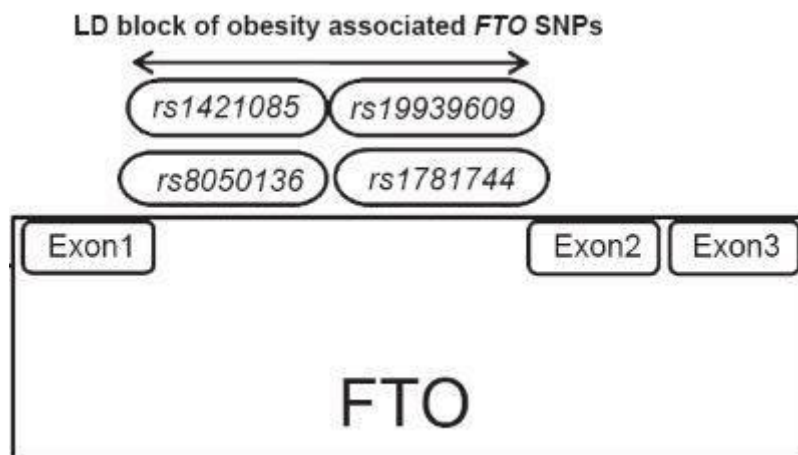 LD block of obesity associated FTO SNPs
rs1421085 rs19939609
rs8050136 rs1781744
Exon1 Exon2 Exon3
FTO